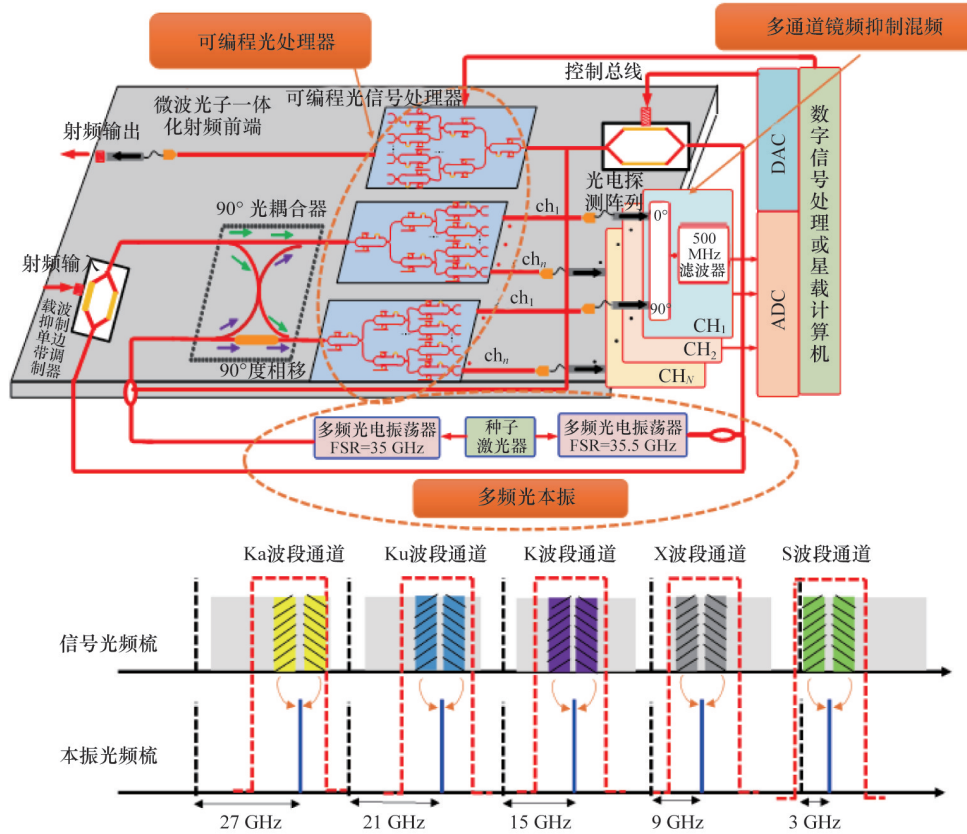 可编程光处理器
多通道镜频抑制混频
控制总线
微波光子一体
化射频前端
可编程光信号处理器
射频输出
光电探
测阵列
DAC
ADC
数字信号处理或星载计算机
90° 光耦合器
射频输入
载波
抑制
单边
带调
制器
90°度相移
ch1
chn
ch1
chn
0°
90°
500
MHz
滤波器
CH1
CH2
CHN
多频光电振荡器
FSR=35 GHz
种子
激光器
多频光电振荡器
FSR=35.5 GHz
多频光本振
Ka波段通道
Ku波段通道
K波段通道
X波段通道
S波段通道
信号光频梳
本振光频梳
27 GHz
21 GHz
15 GHz
9 GHz
3 GHz